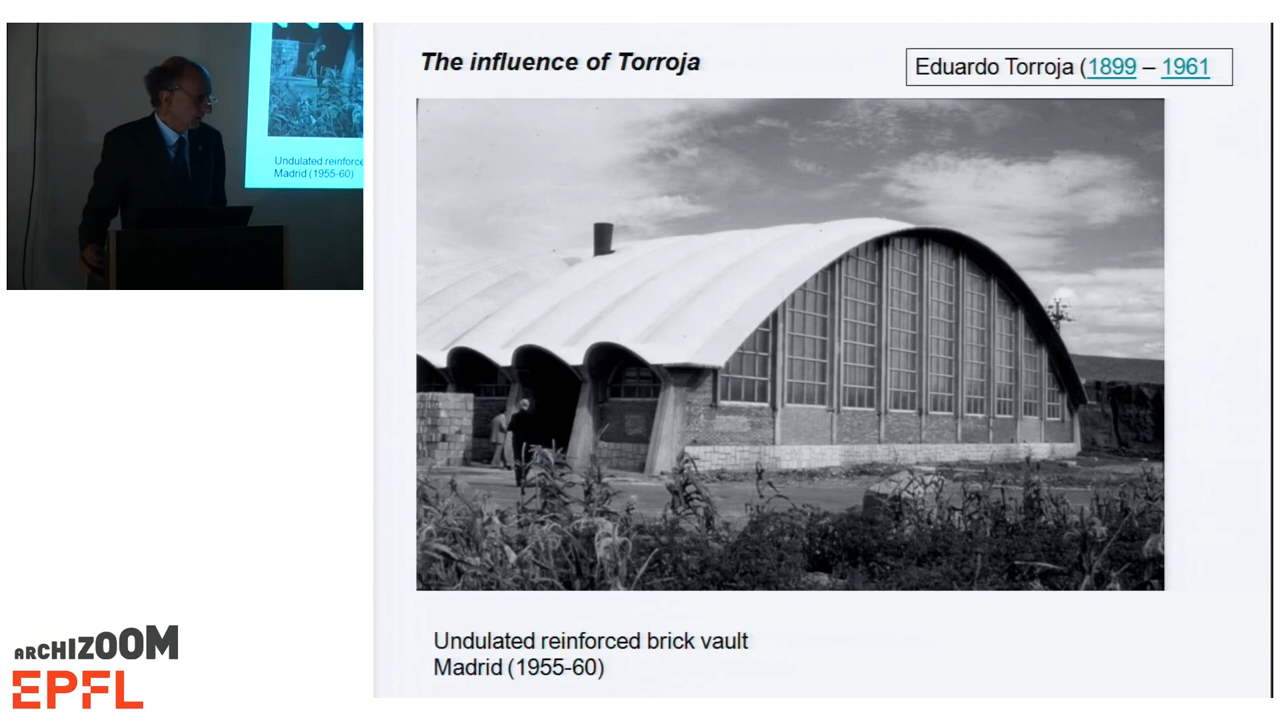 The influence of Torroja
Eduardo Torroja (1899 – 1961
Undulated reinforce
Madrid (1955-60)
Undulated reinforced brick vault
Madrid (1955-60)
ARCHIZOOM
EPFL